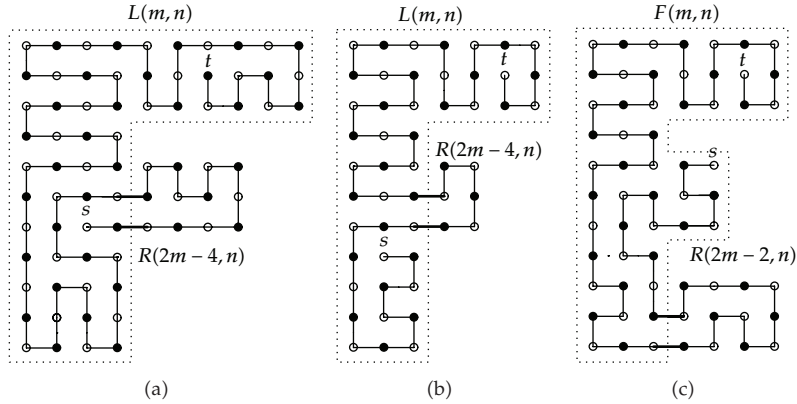 L(m, n)
L(m, n)
F(m, n)
t
t
t
R(2m − 4, n)
s
s
R(2m − 4, n)
s
R(2m − 2, n)
(a)
(b)
(c)